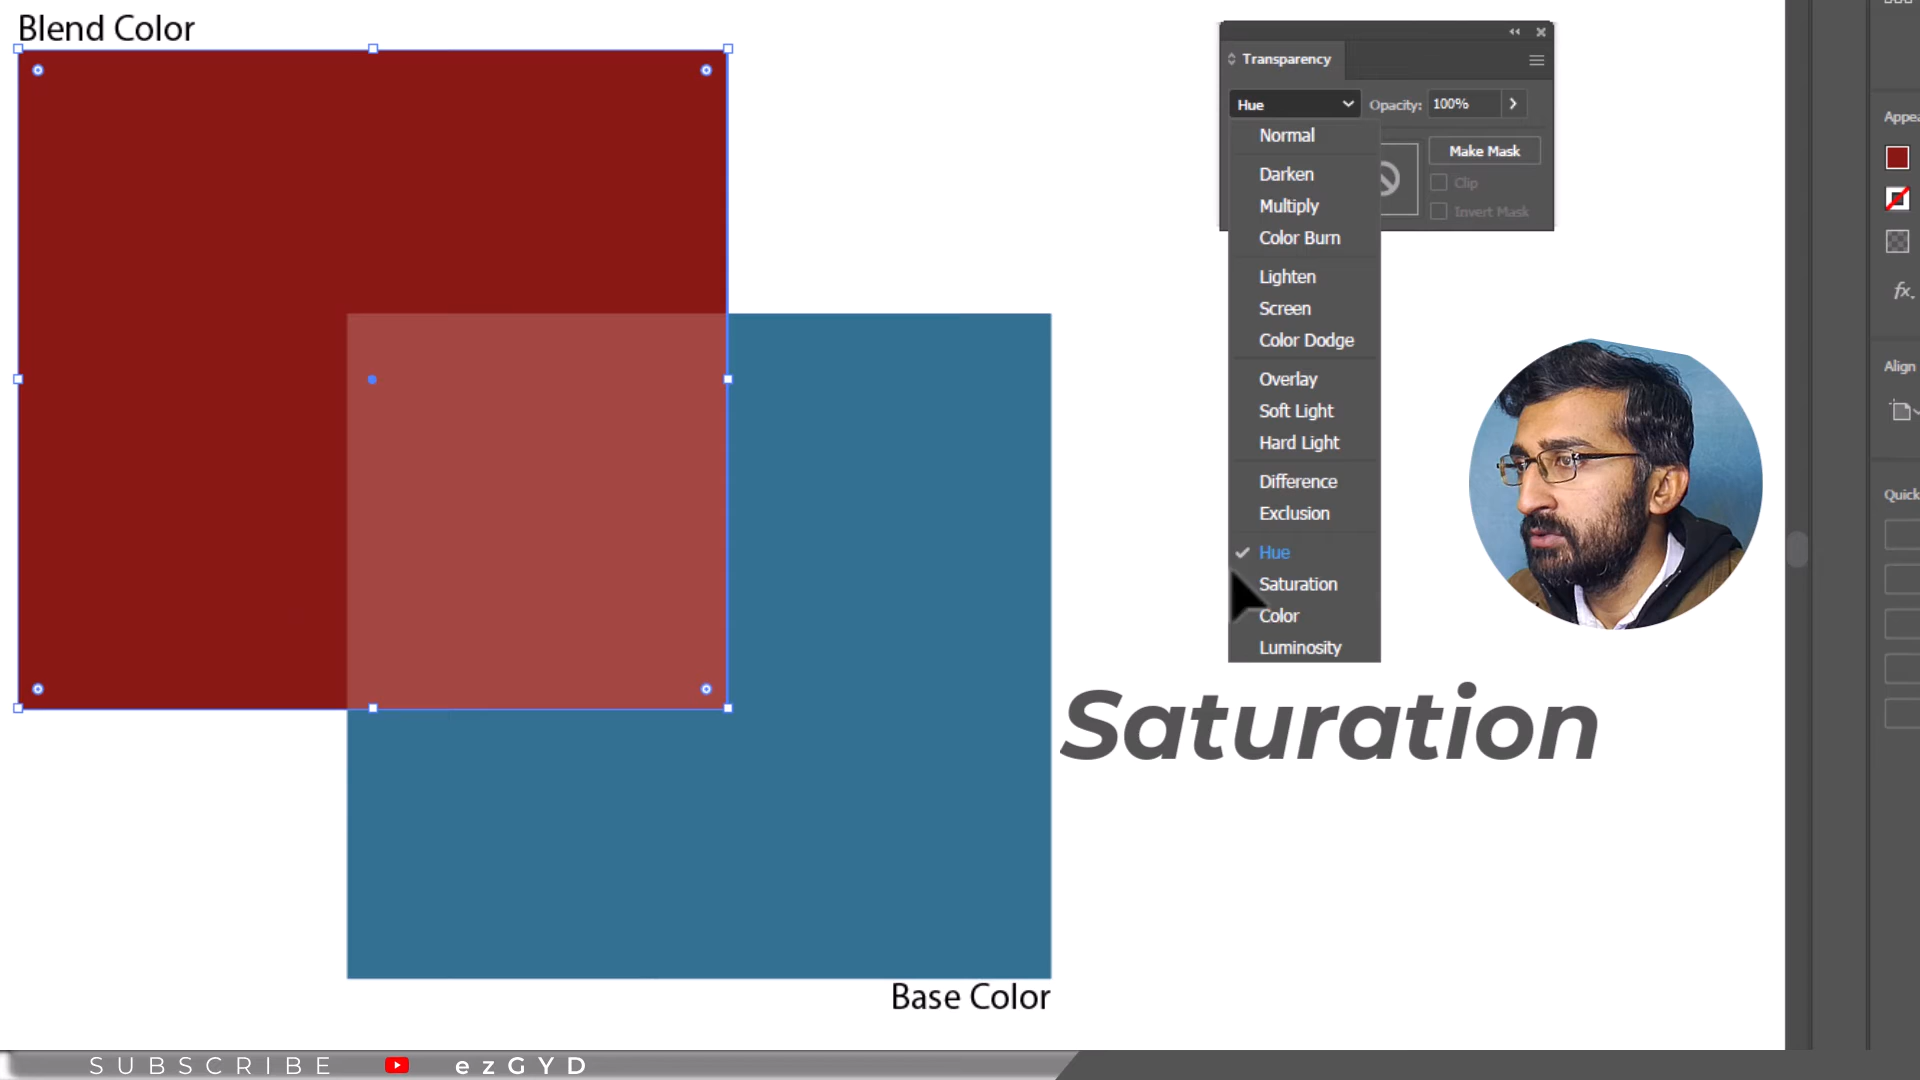 Blend Color
Transparency
Hue
Opacity:
100%
Normal
Darken
Multiply
Color Burn
Lighten
Screen
Color Dodge
Overlay
Soft Light
Hard Light
Difference
Exclusion
Hue
Saturation
Color
Luminosity
Make Mask
Clip
Invert Mask
Appea
fx.
Align
Quick
Saturation
Base Color
SUBSCRIBE
ezGYD